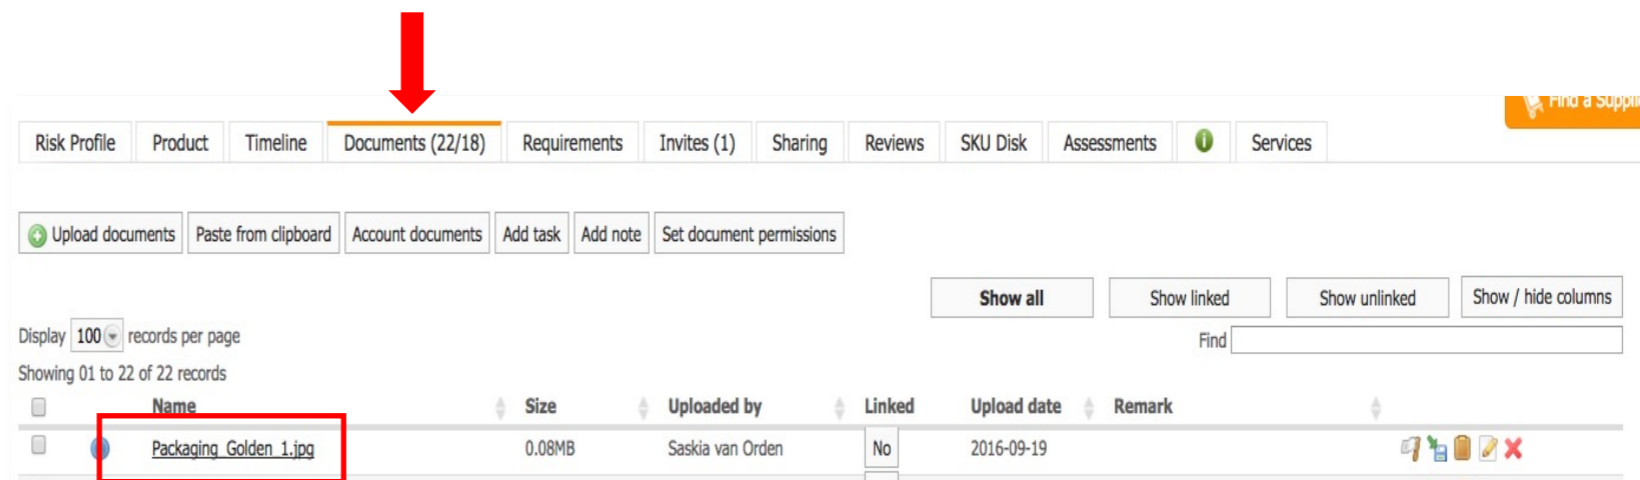 Find a Supplie
Risk Profile Product Timeline Documents (22/18) Requirements Invites (1) Sharing Reviews SKU Disk Assessments i Services
Upload documents Paste from clipboard Account documents Add task Add note Set document permissions
Show all Show linked Show unlinked Show / hide columns
Display 100 records per page Find
Showing 01 to 22 of 22 records
Name Size Uploaded by Linked Upload date Remark
Packaging_Golden_1.jpg 0.08MB Saskia van Orden No 2016-09-19